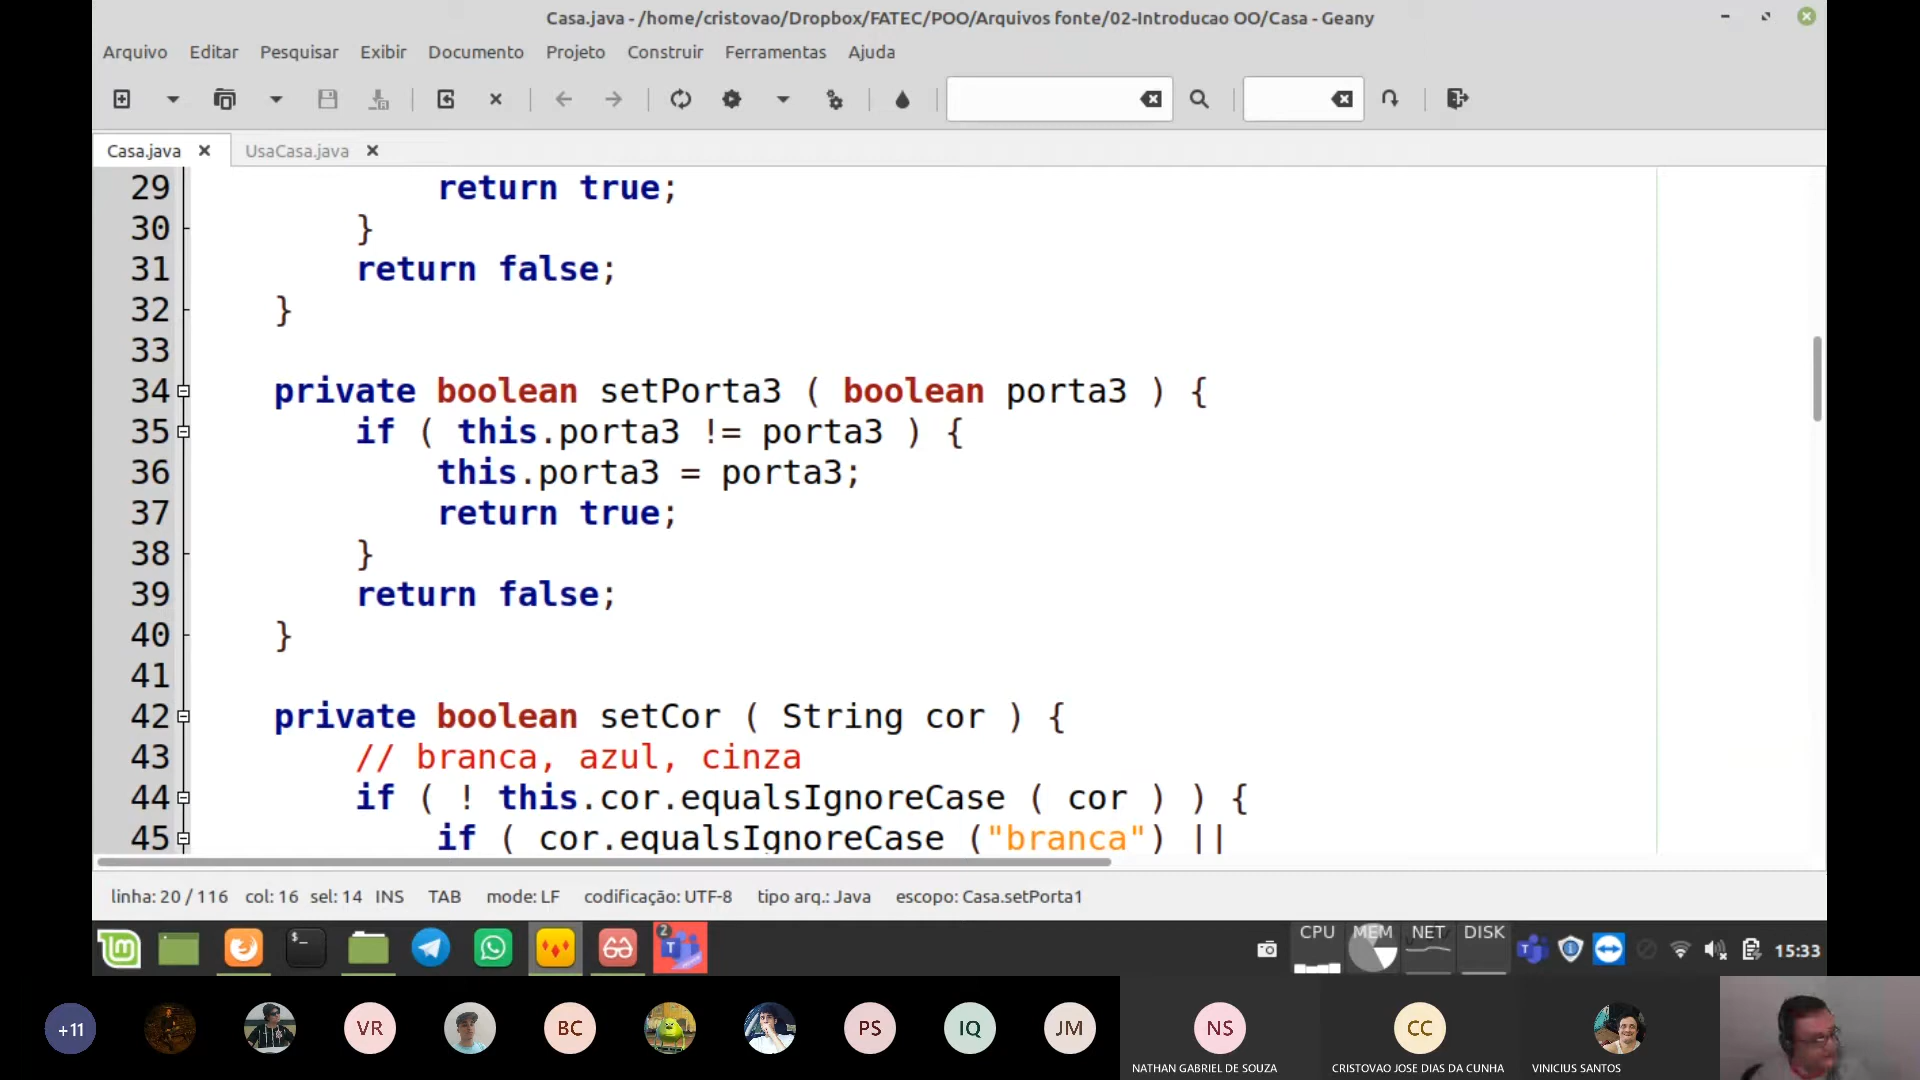 Casa.java - /home/cristovao/Dropbox/FATEC/POO/Arquivos fonte/02-Introducao OO/Casa - Geany
Arquivo Editar Pesquisar Exibir Documento Projeto Construir Ferramentas Ajuda
Casa.java UsaCasa.java
29 return true;
30 }
31 return false;
32 }
33
34 private boolean setPorta3 ( boolean porta3 ) {
35 if ( this.porta3 != porta3 ) {
36 this.porta3 = porta3;
37 return true;
38 }
39 return false;
40 }
41
42 private boolean setCor ( String cor ) {
43 // branca, azul, cinza
44 if ( ! this.cor.equalsIgnoreCase ( cor ) ) {
45 if ( cor.equalsIgnoreCase ("branca") ||
linha: 20 / 116 col: 16 sel: 14 INS TAB mode: LF codificação: UTF-8 tipo arq.: Java escopo: Casa.setPorta1
$_ 2 T CPU MEM NET DISK 15:33
+11 VR BC PS IQ JM NS CC
NATHAN GABRIEL DE SOUZA CRISTOVAO JOSE DIAS DA CUNHA VINICIUS SANTOS